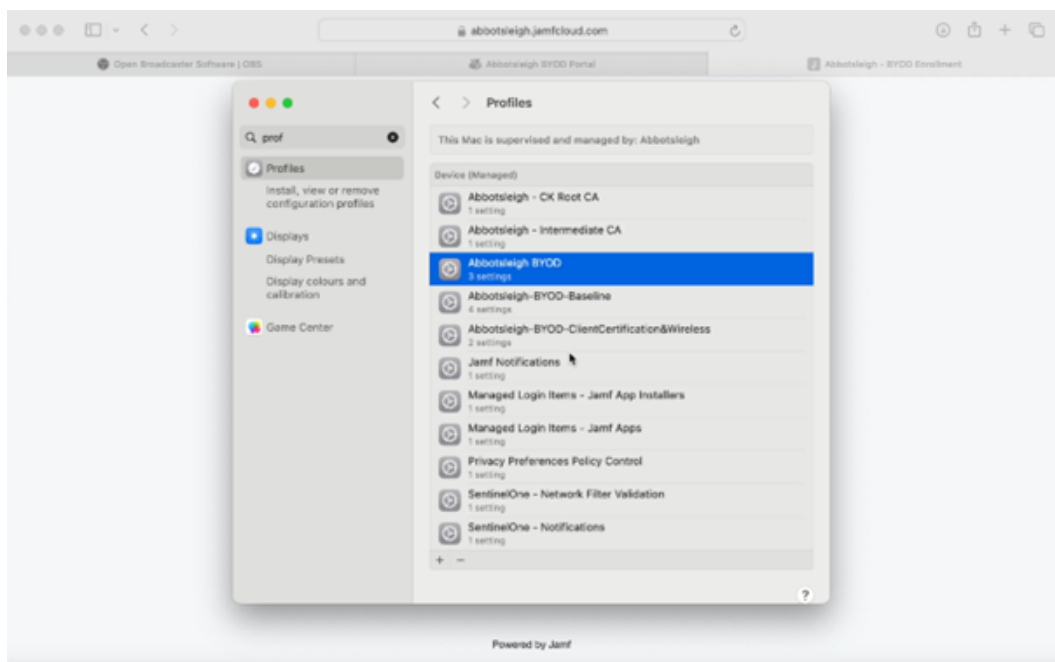 abbotsleigh.jamfcloud.com
Open Broadcaster Software | OBS
Abbotsleigh BYOD Portal
Abbotsleigh - BYOD Enrollment
prof
Profiles
Install, view or remove
configuration profiles
Displays
Display Presets
Display colours and
calibration
Game Center
Profiles
This Mac is supervised and managed by: Abbotsleigh
Device (Managed)
Abbotsleigh - CK Root CA
1 setting
Abbotsleigh - Intermediate CA
1 setting
Abbotsleigh BYOD
3 settings
Abbotsleigh-BYOD-Baseline
4 settings
Abbotsleigh-BYOD-ClientCertification&Wireless
2 settings
Jamf Notifications
1 setting
Managed Login Items - Jamf App Installers
1 setting
Managed Login Items - Jamf Apps
1 setting
Privacy Preferences Policy Control
1 setting
SentinelOne - Network Filter Validation
1 setting
SentinelOne - Notifications
1 setting
+ −
?
Powered by Jamf